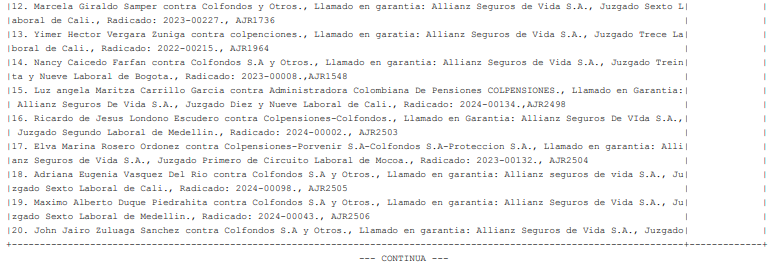 |12. Marcela Giraldo Samper contra Colfondos y Otros., Llamado en garantia: Allianz Seguros de Vida S.A., Juzgado Sexto L|
|aboral de Cali., Radicado: 2023-00227., AJR1736
|13. Yimer Hector Vergara Zuniga contra colpenciones., Llamado en garatia: Allianz Seguros de Vida S.A., Juzgado Trece La|
|boral de Cali., Radicado: 2022-00215., AJR1964
|14. Nancy Caicedo Farfan contra Colfondos S.A y Otros., Llamado en garantia: Allianz Seguros de Vida S.A., Juzgado Trein|
|ta y Nueve Laboral de Bogota., Radicado: 2023-00008.,AJR1548
|15. Luz angela Maritza Carrillo Garcia contra Administradora Colombiana De Pensiones COLPENSIONES., Llamado en Garantia:|
| Allianz Seguros De Vida S.A., Juzgado Diez y Nueve Laboral de Cali., Radicado: 2024-00134.,AJR2498
|16. Ricardo de Jesus Londono Escudero contra Colpensiones-Colfondos., Llamado en Garantia: Allianz Seguros De VIda S.A.,|
| Juzgado Segundo Laboral de Medellin., Radicado: 2024-00002., AJR2503
|17. Elva Marina Rosero Ordonez contra Colpensiones-Porvenir S.A-Colfondos S.A-Proteccion S.A., Llamado en garantia: Alli|
|anz Seguros de Vida S.A., Juzgado Primero de Circuito Laboral de Mocoa., Radicado: 2023-00132., AJR2504
|18. Adriana Eugenia Vasquez Del Rio contra Colfondos S.A y Otros., Llamado en garantia: Allianz seguros de vida S.A., Ju|
|zgado Sexto Laboral de Cali., Radicado: 2024-00098., AJR2505
|19. Maximo Alberto Duque Piedrahita contra Colfondos S.A y Otros., Llamado en garantia: Allianz Seguros de Vida S.A., Ju|
|zgado Sexto Laboral de Medellin., Radicado: 2024-00043., AJR2506
|20. John Jairo Zuluaga Sanchez contra Colfondos S.A y Otros., Llamado en garantia: Allianz Seguros de Vida S.A., Juzgado|
--- CONTINUA ---